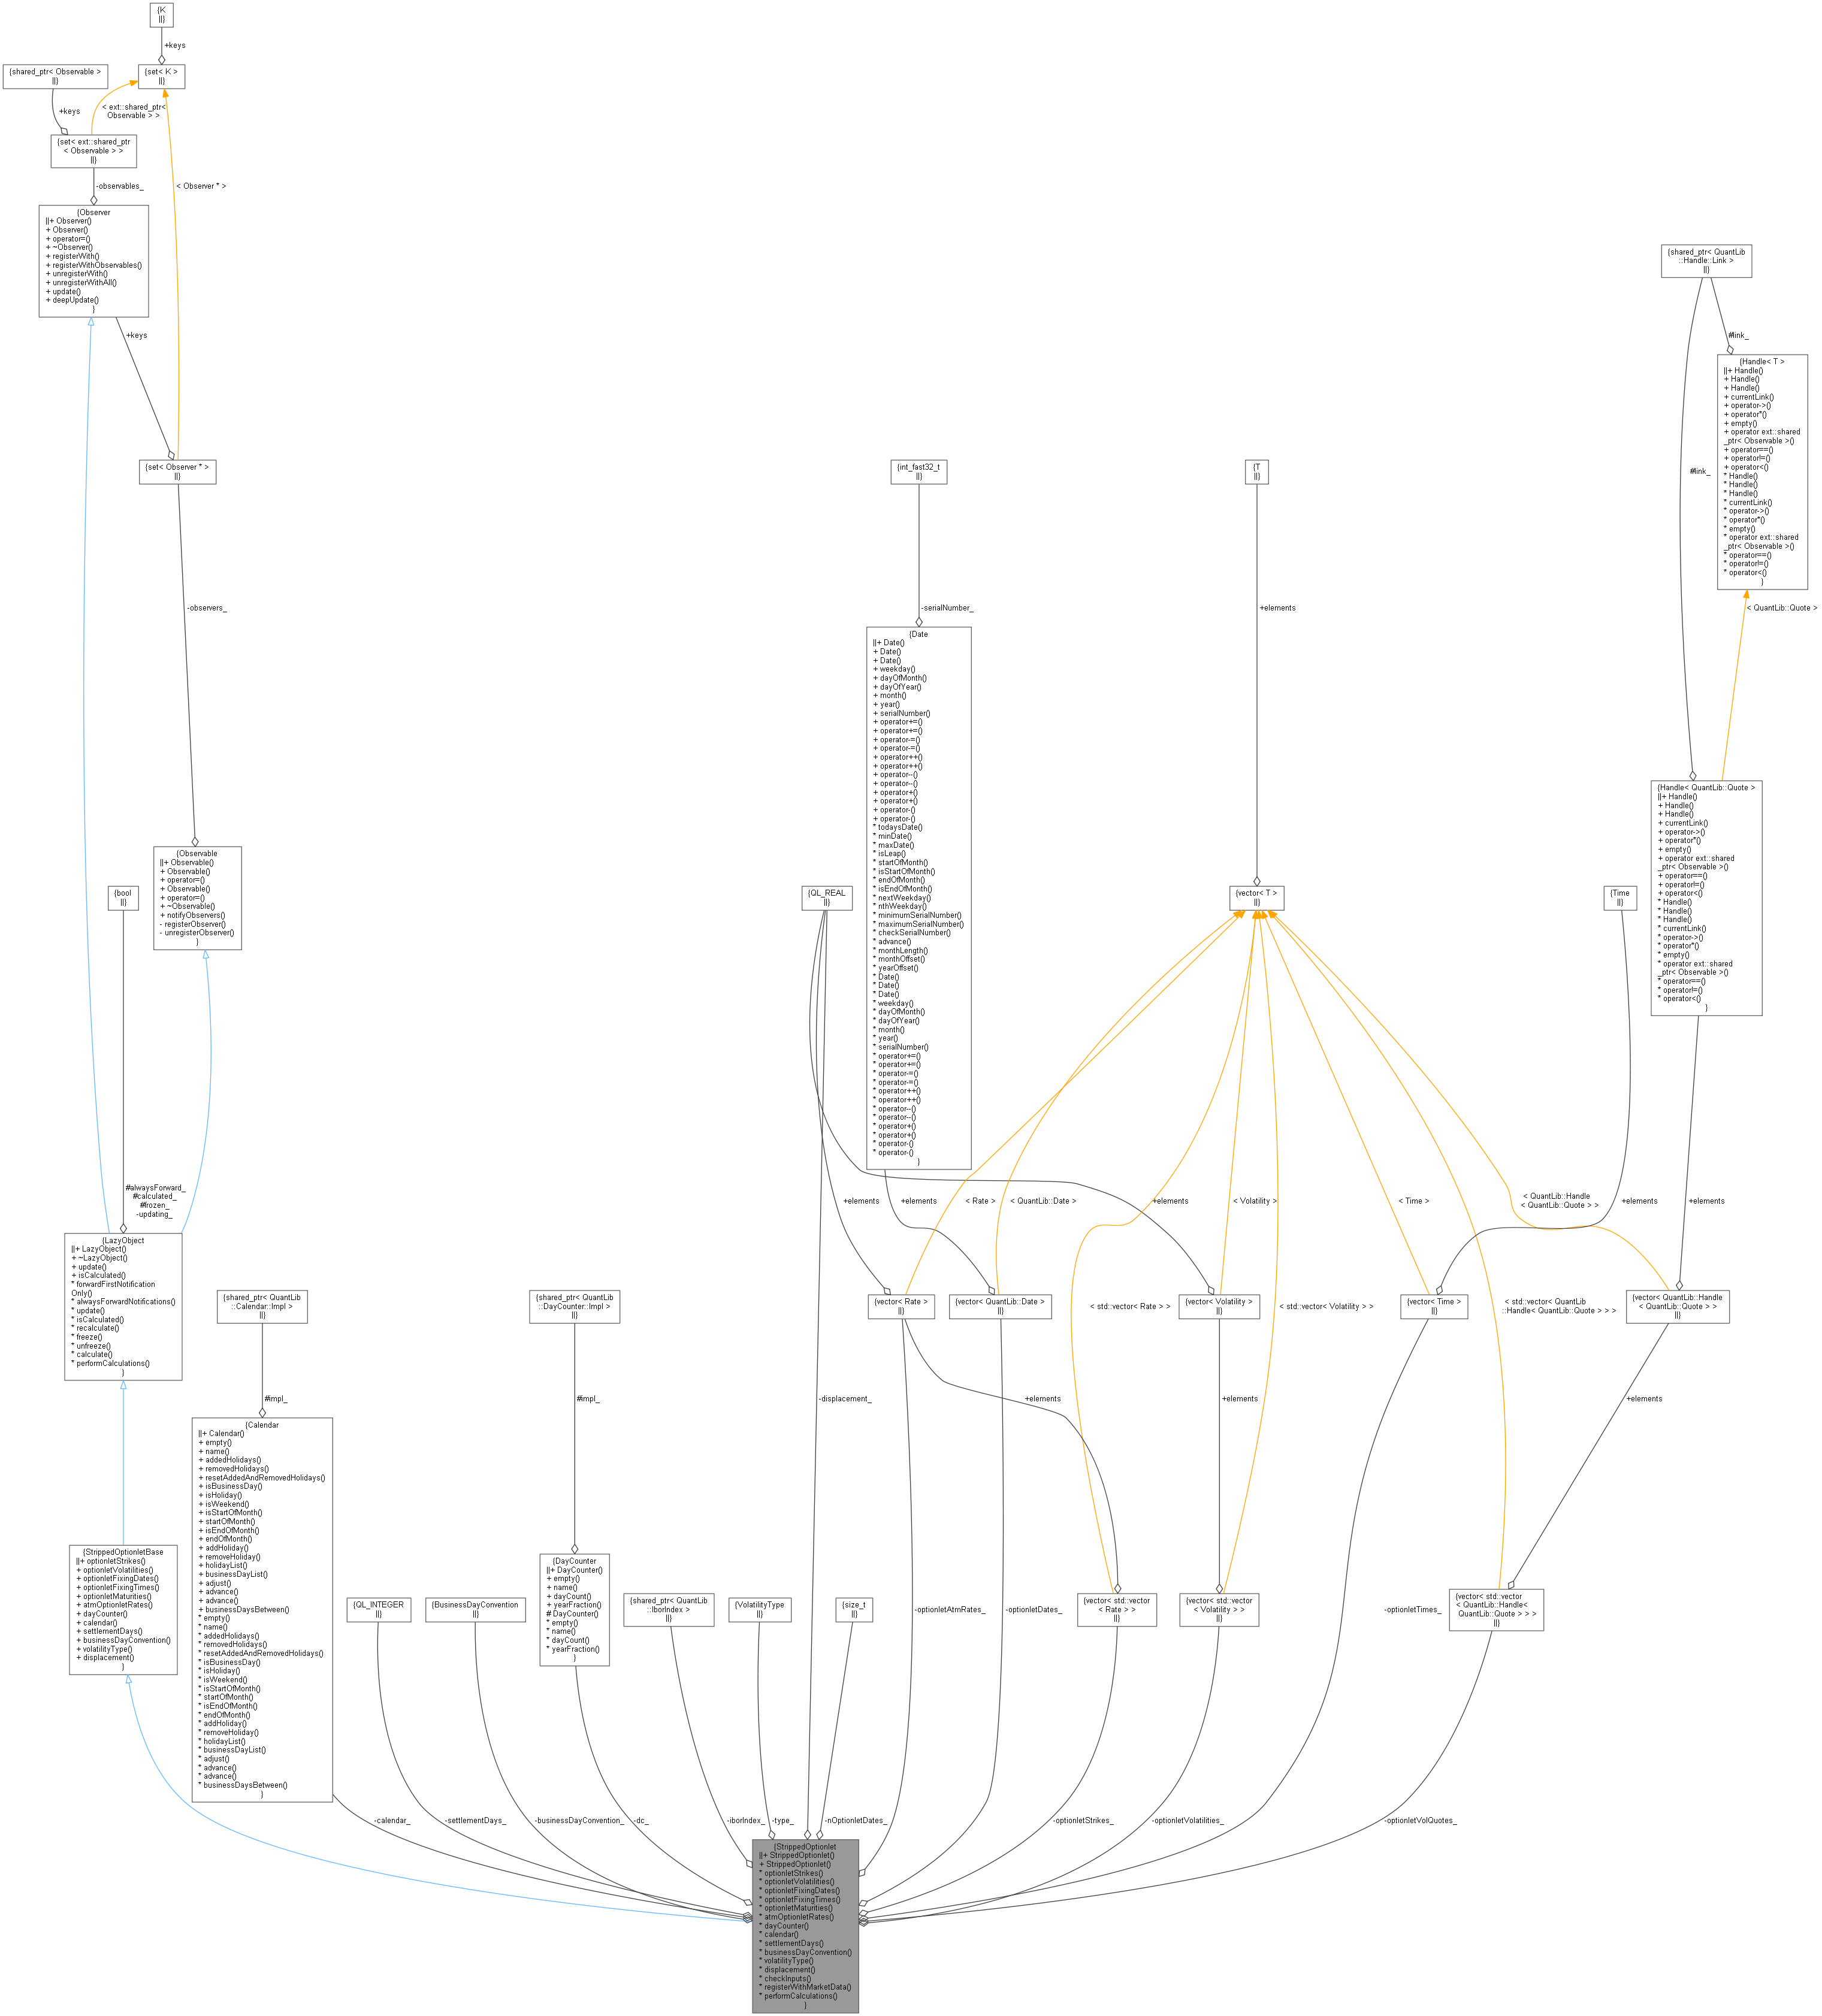 {K
||}
+keys
{shared_ptr< Observable >
||}
{set< K >
||}
+keys
< ext::shared_ptr<
Observable > >
{set< ext::shared_ptr
< Observable > >
||}
-observables_
< Observer * >
{Observer
||+ Observer()
+ Observer()
+ operator=()
+ ~Observer()
+ registerWith()
+ registerWithObservables()
+ unregisterWith()
+ unregisterWithAll()
+ update()
+ deepUpdate()
}
+keys
{set< Observer * >
||}
-observers_
{Observable
||+ Observable()
+ Observable()
+ operator=()
+ Observable()
+ operator=()
+ ~Observable()
+ notifyObservers()
- registerObserver()
- unregisterObserver()
}
{bool
||}
#alwaysForward_
#calculated_
#frozen_
-updating_
{LazyObject
||+ LazyObject()
+ ~LazyObject()
+ update()
+ isCalculated()
* forwardFirstNotification
Only()
* alwaysForwardNotifications()
* update()
* isCalculated()
* recalculate()
* freeze()
* unfreeze()
* calculate()
* performCalculations()
}
{StrippedOptionletBase
||+ optionletStrikes()
+ optionletVolatilities()
+ optionletFixingDates()
+ optionletFixingTimes()
+ optionletMaturities()
+ atmOptionletRates()
+ dayCounter()
+ calendar()
+ settlementDays()
+ businessDayConvention()
+ volatilityType()
+ displacement()
}
{shared_ptr< QuantLib
::Calendar::Impl >
||}
#impl_
{Calendar
||+ Calendar()
+ empty()
+ name()
+ addedHolidays()
+ removedHolidays()
+ resetAddedAndRemovedHolidays()
+ isBusinessDay()
+ isHoliday()
+ isWeekend()
+ isStartOfMonth()
+ startOfMonth()
+ isEndOfMonth()
+ endOfMonth()
+ addHoliday()
+ removeHoliday()
+ holidayList()
+ businessDayList()
+ adjust()
+ advance()
+ advance()
+ businessDaysBetween()
* empty()
* name()
* addedHolidays()
* removedHolidays()
* resetAddedAndRemovedHolidays()
* isBusinessDay()
* isHoliday()
* isWeekend()
* isStartOfMonth()
* startOfMonth()
* isEndOfMonth()
* endOfMonth()
* addHoliday()
* removeHoliday()
* holidayList()
* businessDayList()
* adjust()
* advance()
* advance()
* businessDaysBetween()
}
-calendar_
{QL_INTEGER
||}
-settlementDays_
{BusinessDayConvention
||}
-businessDayConvention_
{shared_ptr< QuantLib
::DayCounter::Impl >
||}
#impl_
{DayCounter
||+ DayCounter()
+ empty()
+ name()
+ dayCount()
+ yearFraction()
# DayCounter()
* empty()
* name()
* dayCount()
* yearFraction()
}
-dc_
{shared_ptr< QuantLib
::IborIndex >
||}
-iborIndex_
{VolatilityType
||}
-type_
{QL_REAL
||}
-displacement_
{size_t
||}
-nOptionletDates_
{int_fast32_t
||}
-serialNumber_
{Date
||+ Date()
+ Date()
+ Date()
+ weekday()
+ dayOfMonth()
+ dayOfYear()
+ month()
+ year()
+ serialNumber()
+ operator+=()
+ operator+=()
+ operator-=()
+ operator-=()
+ operator++()
+ operator++()
+ operator--()
+ operator--()
+ operator+()
+ operator+()
+ operator-()
+ operator-()
* todaysDate()
* minDate()
* maxDate()
* isLeap()
* startOfMonth()
* isStartOfMonth()
* endOfMonth()
* isEndOfMonth()
* nextWeekday()
* nthWeekday()
* minimumSerialNumber()
* maximumSerialNumber()
* checkSerialNumber()
* advance()
* monthLength()
* monthOffset()
* yearOffset()
* Date()
* Date()
* Date()
* weekday()
* dayOfMonth()
* dayOfYear()
* month()
* year()
* serialNumber()
* operator+=()
* operator+=()
* operator-=()
* operator-=()
* operator++()
* operator++()
* operator--()
* operator--()
* operator+()
* operator+()
* operator-()
* operator-()
}
{T
||}
+elements
{vector< T >
||}
{Time
||}
+elements
+elements
< Rate >
< QuantLib::Date >
+elements
< Volatility >
< Time >
< QuantLib::Handle
< QuantLib::Quote > >
+elements
+elements
{vector< Rate >
||}
{vector< QuantLib::Date >
||}
< std::vector< Rate > >
{vector< Volatility >
||}
< std::vector< Volatility > >
{vector< Time >
||}
< std::vector< QuantLib
::Handle< QuantLib::Quote > > >
{vector< QuantLib::Handle
< QuantLib::Quote > >
||}
+elements
+elements
+elements
-optionletAtmRates_
-optionletDates_
{vector< std::vector
< Rate > >
||}
{vector< std::vector
< Volatility > >
||}
-optionletTimes_
{vector< std::vector
< QuantLib::Handle<
QuantLib::Quote > > >
||}
-optionletStrikes_
-optionletVolatilities_
-optionletVolQuotes_
{shared_ptr< QuantLib
::Handle::Link >
||}
#link_
#link_
{Handle< T >
||+ Handle()
+ Handle()
+ Handle()
+ currentLink()
+ operator->()
+ operator*()
+ empty()
+ operator ext::shared
_ptr< Observable >()
+ operator==()
+ operator!=()
+ operator<()
* Handle()
* Handle()
* Handle()
* currentLink()
* operator->()
* operator*()
* empty()
* operator ext::shared
_ptr< Observable >()
* operator==()
* operator!=()
* operator<()
}
< QuantLib::Quote >
{Handle< QuantLib::Quote >
||+ Handle()
+ Handle()
+ Handle()
+ currentLink()
+ operator->()
+ operator*()
+ empty()
+ operator ext::shared
_ptr< Observable >()
+ operator==()
+ operator!=()
+ operator<()
* Handle()
* Handle()
* Handle()
* currentLink()
* operator->()
* operator*()
* empty()
* operator ext::shared
_ptr< Observable >()
* operator==()
* operator!=()
* operator<()
}
{StrippedOptionlet
||+ StrippedOptionlet()
+ StrippedOptionlet()
* optionletStrikes()
* optionletVolatilities()
* optionletFixingDates()
* optionletFixingTimes()
* optionletMaturities()
* atmOptionletRates()
* dayCounter()
* calendar()
* settlementDays()
* businessDayConvention()
* volatilityType()
* displacement()
* checkInputs()
* registerWithMarketData()
* performCalculations()
}